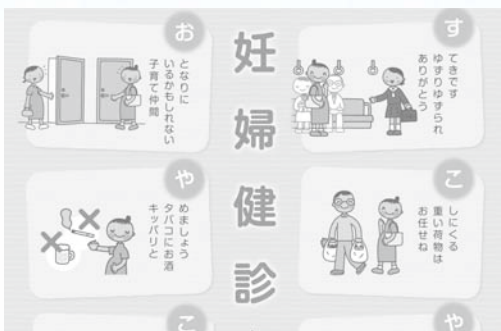 す
てきです
ゆずりゆずられ
ありがとう
こ
しにくる
重い荷物は
お任せね
や
妊婦健診
お
となりに
いるかもしれない
子育て仲間
や
めましょう
タバコにお酒
キッパリと
こ